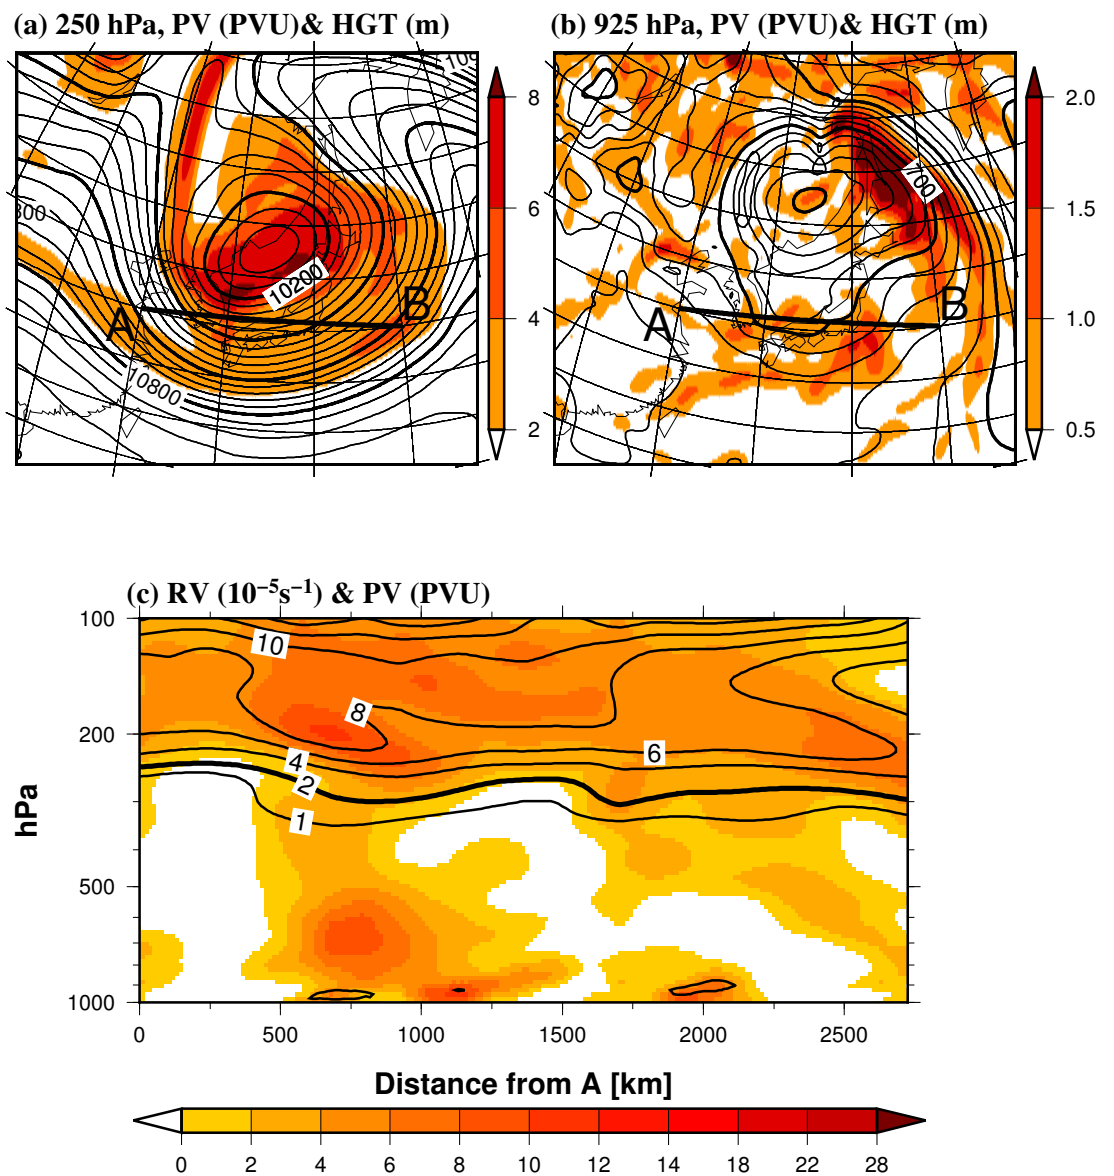 (a) 250 hPa, PV (PVU)& HGT (m)
(b) 925 hPa, PV (PVU)& HGT (m)
8
6
4
2
10200
10800
A
B
2.0
1.5
1.0
0.5
700
A
B
(c) RV (10⁻⁵s⁻¹) & PV (PVU)
100
200
500
1000
hPa
10
8
6
4
2
1
0 500 1000 1500 2000 2500
Distance from A [km]
0 2 4 6 8 10 12 14 18 22 28